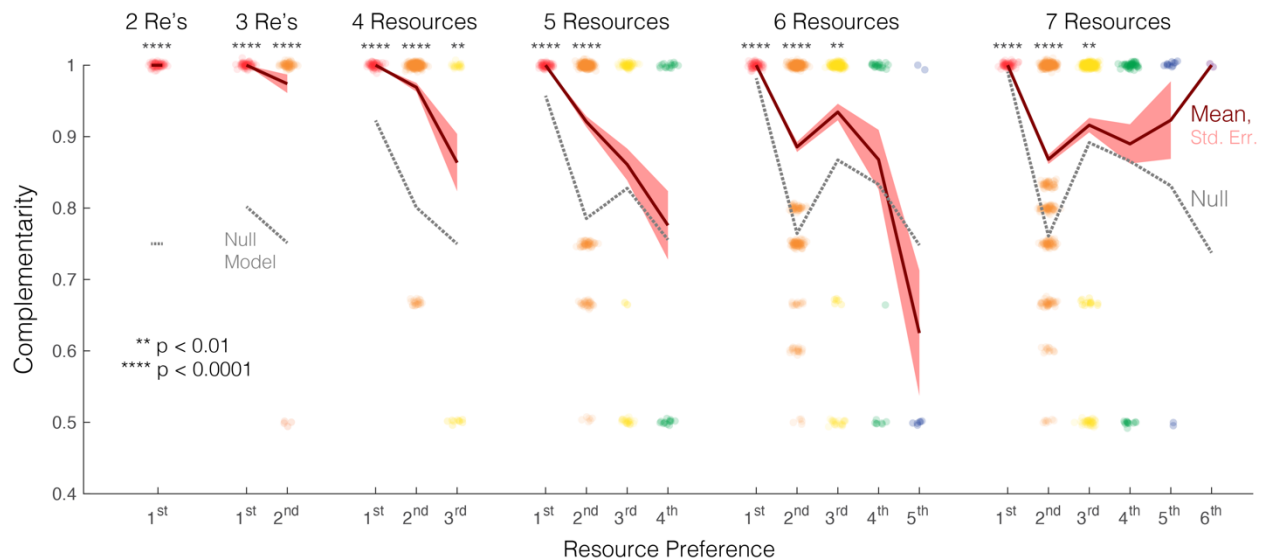 2 Re's 3 Re's 4 Resources 5 Resources 6 Resources 7 Resources
**** **** **** **** **** ** **** **** **** **** ** **** **** **
1
0.9
0.8
0.7
0.6
0.5
0.4
Complementarity
Mean,
Std. Err.
Null
Null
Model
** p < 0.01
**** p < 0.0001
1st 1st 2nd 1st 2nd 3rd 1st 2nd 3rd 4th 1st 2nd 3rd 4th 5th 1st 2nd 3rd 4th 5th 6th
Resource Preference